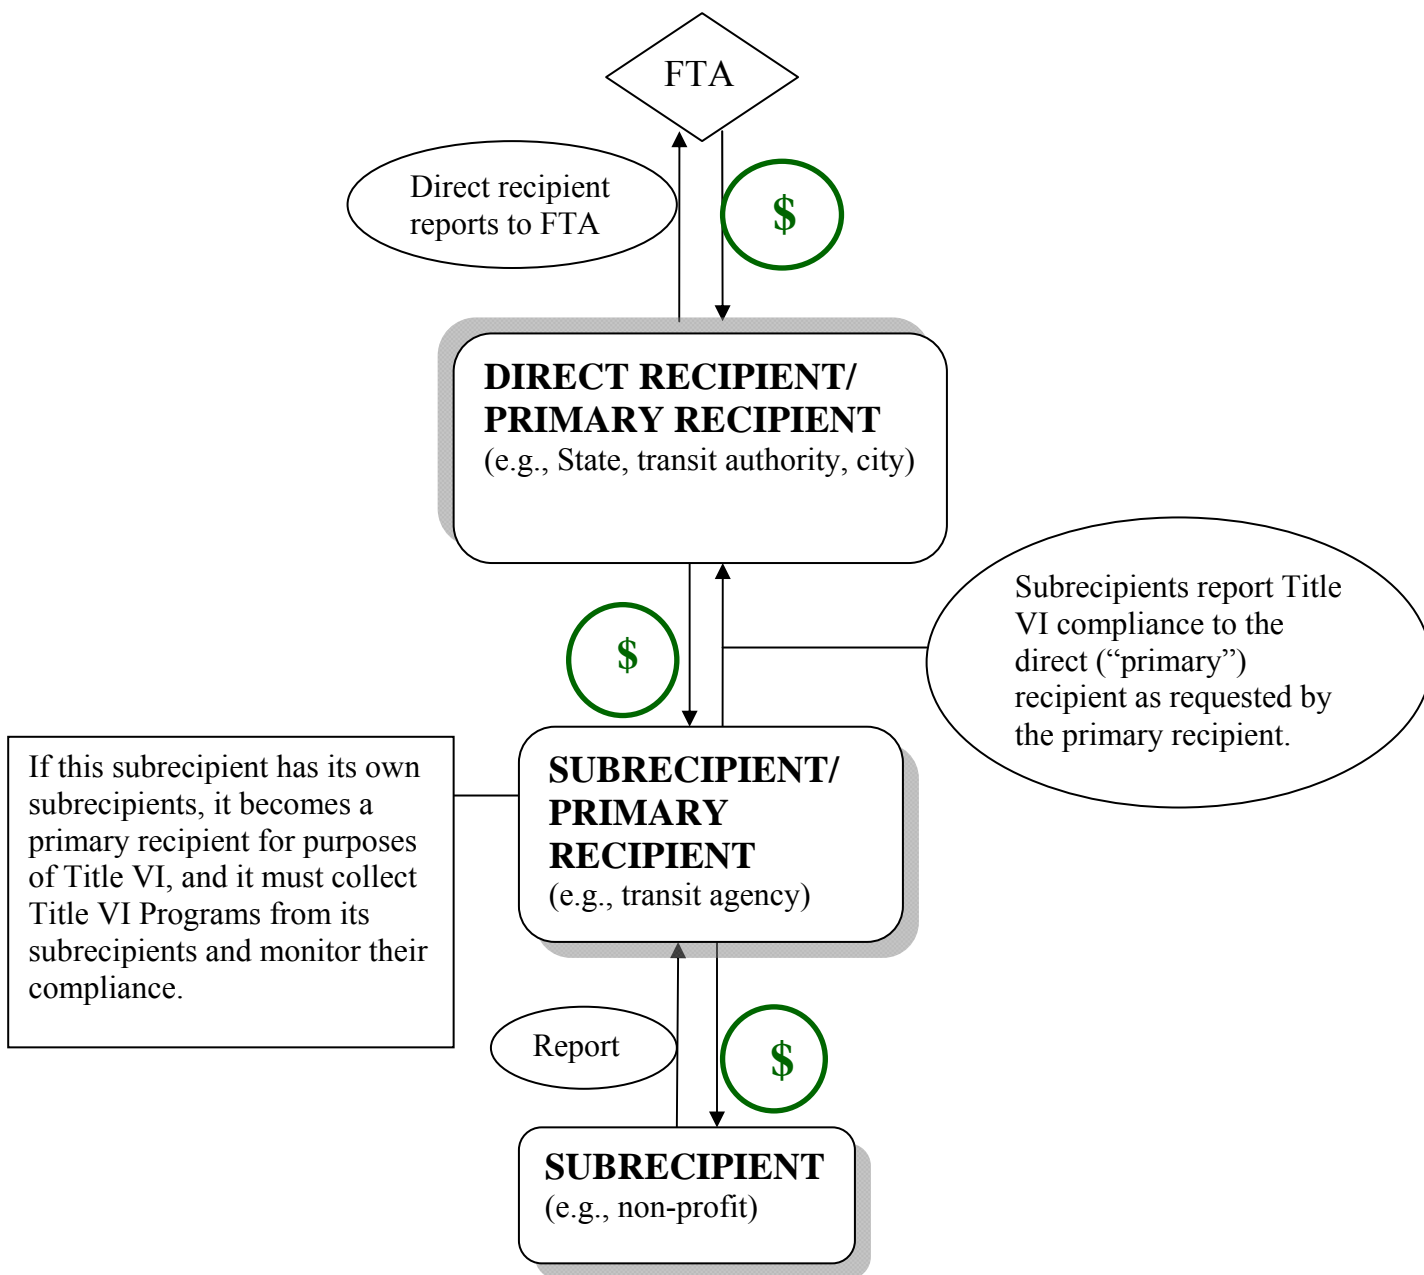 FTA
Direct recipient
reports to FTA
$
DIRECT RECIPIENT/
PRIMARY RECIPIENT
(e.g., State, transit authority, city)
Subrecipients report Title
VI compliance to the
direct (“primary”)
recipient as requested by
the primary recipient.
$
If this subrecipient has its own
subrecipients, it becomes a
primary recipient for purposes
of Title VI, and it must collect
Title VI Programs from its
subrecipients and monitor their
compliance.
SUBRECIPIENT/
PRIMARY
RECIPIENT
(e.g., transit agency)
Report
$
SUBRECIPIENT
(e.g., non-profit)